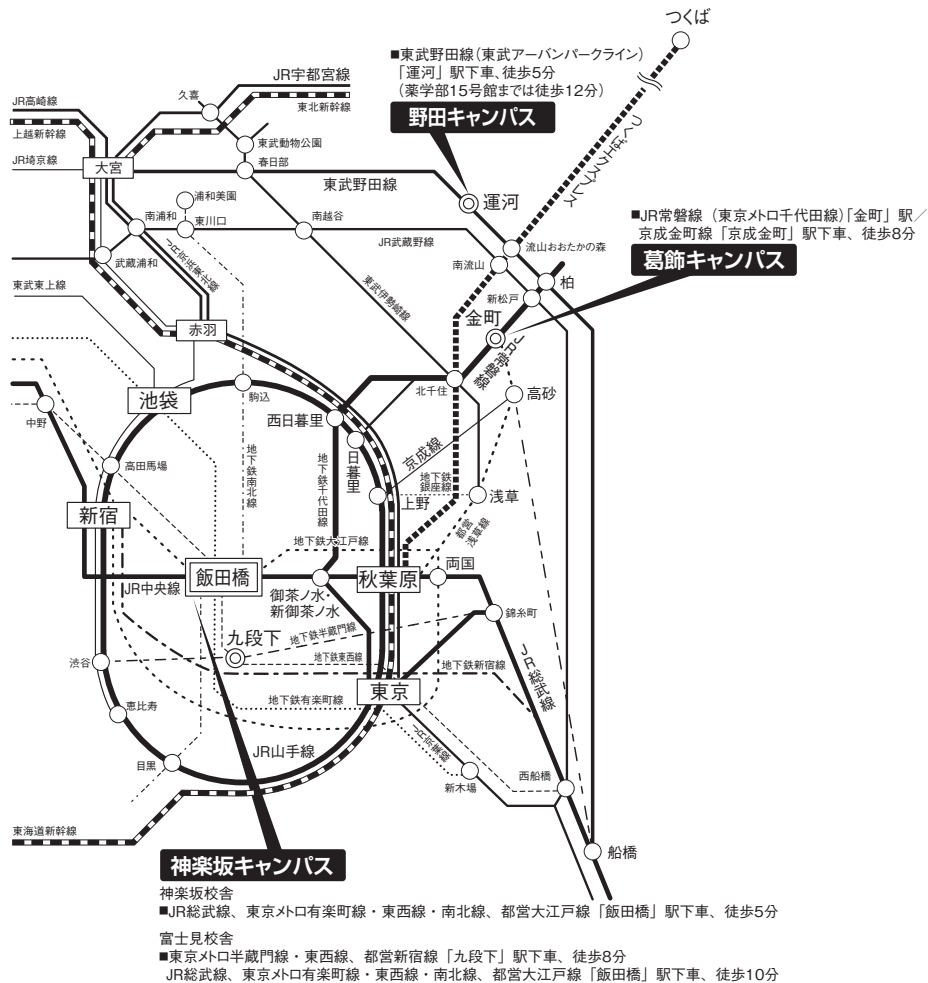 つくば
■東武野田線(東武アーバンパークライン)
「運河」駅下車、徒歩5分
(薬学部15号館までは徒歩12分)
野田キャンパス
JR宇都宮線
JR高崎線
久喜
東北新幹線
上越新幹線
東武動物公園
つくばエクスプレス
JR埼京線
大宮
春日部
東武野田線
浦和美園
運河
■JR常磐線 (東京メトロ千代田線)「金町」駅/
京成金町線 「京成金町」駅下車、徒歩8分
葛飾キャンパス
南浦和
東川口
南越谷
JR武蔵野線
流山おおたかの森
武蔵浦和
JR京浜東北線
南流山
柏
東武東上線
東武伊勢崎線
新松戸
赤羽
金町
JR常磐線
池袋
駒込
北千住
高砂
中野
西日暮里
日暮里
京成線
高田馬場
地下鉄南北線
地下鉄千代田線
地下鉄
銀座線
上野
浅草
新宿
都営
浅草線
地下鉄大江戸線
飯田橋
秋葉原
両国
JR中央線
御茶ノ水
新御茶ノ水
錦糸町
九段下
地下鉄半蔵門線
地下鉄東西線
渋谷
地下鉄新宿線
JR総武線
東京
地下鉄有楽町線
恵比寿
JR山手線
JR京葉線
目黒
新木場
西船橋
東海道新幹線
船橋
神楽坂キャンパス
神楽坂校舎
■JR総武線、東京メトロ有楽町線・東西線・南北線、都営大江戸線「飯田橋」駅下車、徒歩5分
富士見校舎
■東京メトロ半蔵門線・東西線、都営新宿線「九段下」駅下車、徒歩8分
JR総武線、東京メトロ有楽町線・東西線・南北線、都営大江戸線「飯田橋」駅下車、徒歩10分